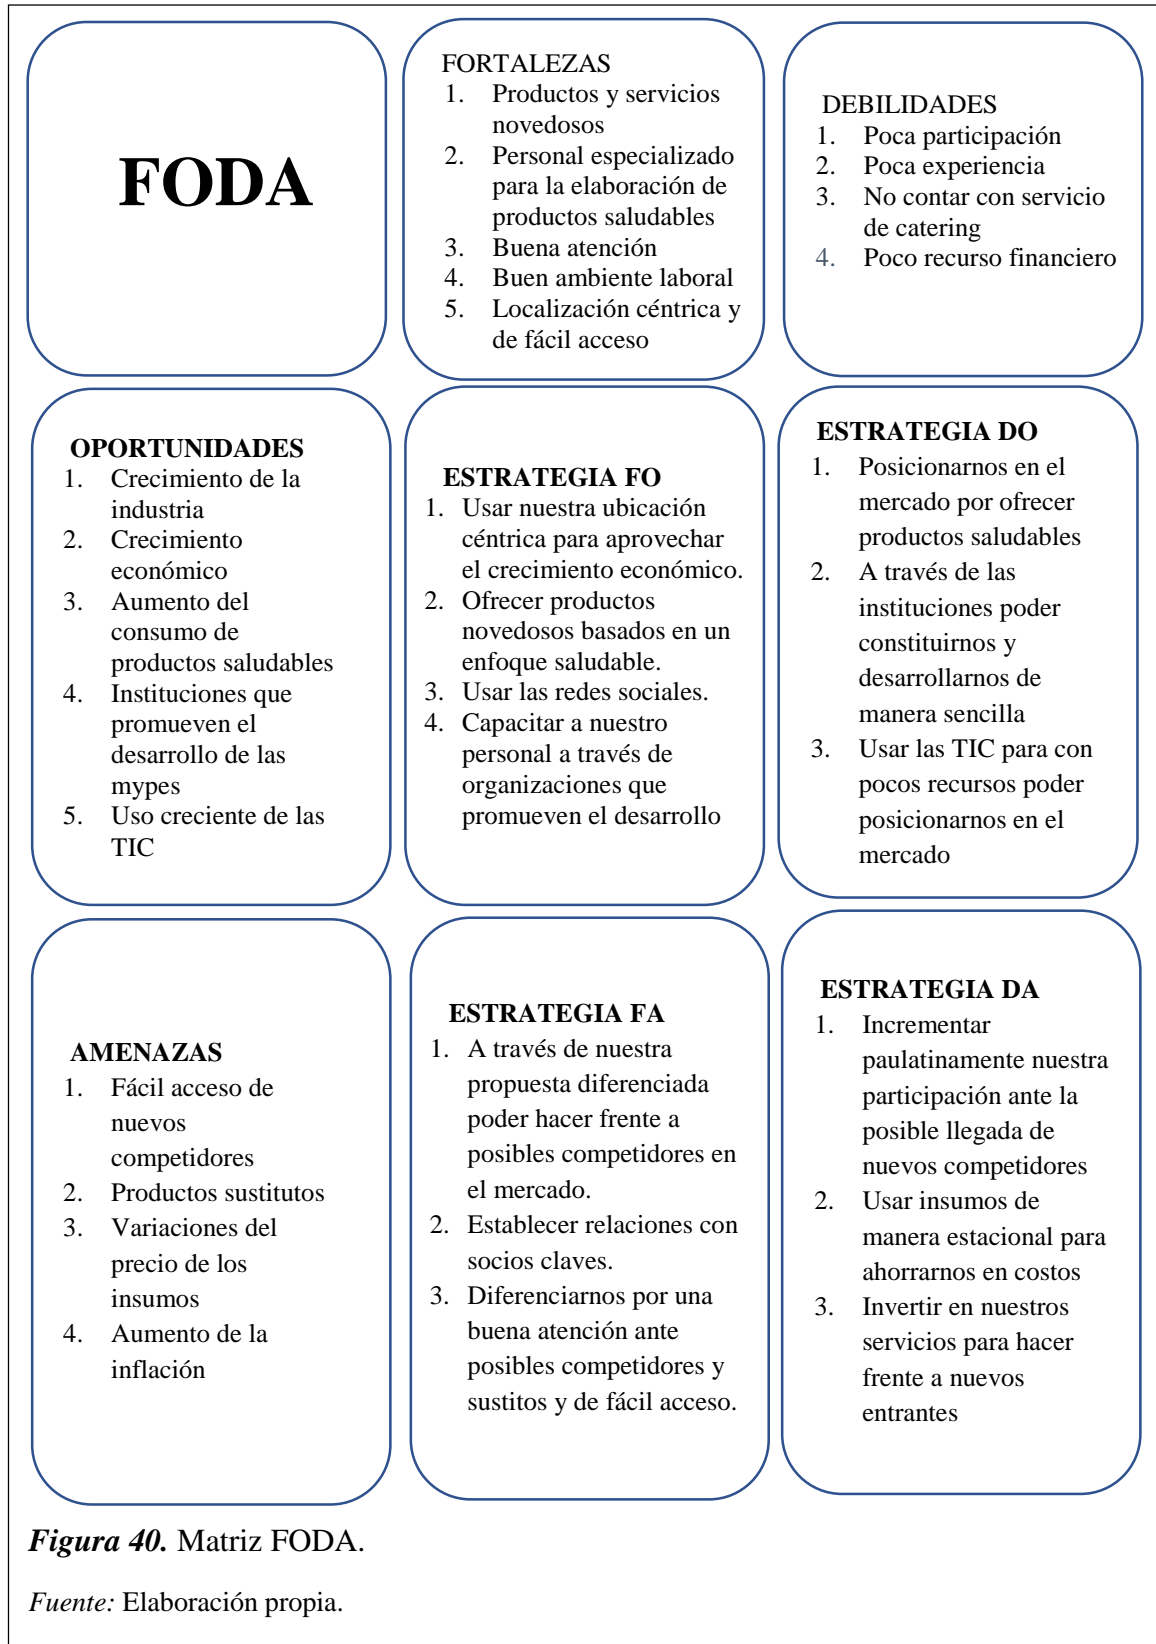 FODA
FORTALEZAS
1. Productos y servicios
novedosos
2. Personal especializado
para la elaboración de
productos saludables
3. Buena atención
4. Buen ambiente laboral
5. Localización céntrica y
de fácil acceso
DEBILIDADES
1. Poca participación
2. Poca experiencia
3. No contar con servicio
de catering
4. Poco recurso financiero
OPORTUNIDADES
1. Crecimiento de la
industria
2. Crecimiento
económico
3. Aumento del
consumo de
productos saludables
4. Instituciones que
promueven el
desarrollo de las
mypes
5. Uso creciente de las
TIC
ESTRATEGIA FO
1. Usar nuestra ubicación
céntrica para aprovechar
el crecimiento económico.
2. Ofrecer productos
novedosos basados en un
enfoque saludable.
3. Usar las redes sociales.
4. Capacitar a nuestro
personal a través de
organizaciones que
promueven el desarrollo
ESTRATEGIA DO
1. Posicionarnos en el
mercado por ofrecer
productos saludables
2. A través de las
instituciones poder
constituirnos y
desarrollarnos de
manera sencilla
3. Usar las TIC para con
pocos recursos poder
posicionarnos en el
mercado
AMENAZAS
1. Fácil acceso de
nuevos
competidores
2. Productos sustitutos
3. Variaciones del
precio de los
insumos
4. Aumento de la
inflación
ESTRATEGIA FA
1. A través de nuestra
propuesta diferenciada
poder hacer frente a
posibles competidores en
el mercado.
2. Establecer relaciones con
socios claves.
3. Diferenciarnos por una
buena atención ante
posibles competidores y
sustitos y de fácil acceso.
ESTRATEGIA DA
1. Incrementar
paulatinamente nuestra
participación ante la
posible llegada de
nuevos competidores
2. Usar insumos de
manera estacional para
ahorrarnos en costos
3. Invertir en nuestros
servicios para hacer
frente a nuevos
entrantes
Figura 40. Matriz FODA.
Fuente: Elaboración propia.